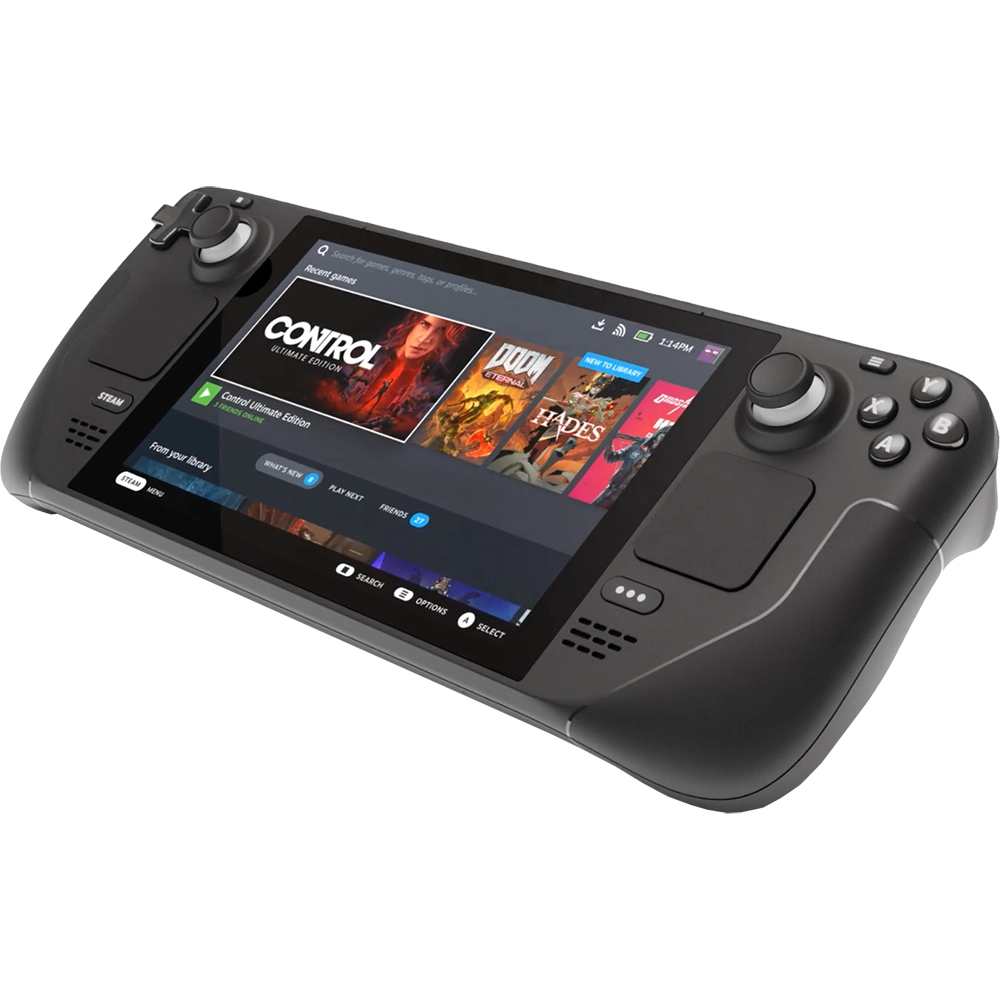 Search for games, genres, tags, or profiles...
1:14PM
Recent games
CONTROL
ULTIMATE EDITION
DOOM
ETERNAL
NEW TO LIBRARY
HADES
Control Ultimate Edition
3 FRIENDS ONLINE
WHAT'S NEW 8
PLAY NEXT
FRIENDS 27
From your library
STEAM MENU
SEARCH
OPTIONS
A SELECT
STEAM
Y
X
B
A